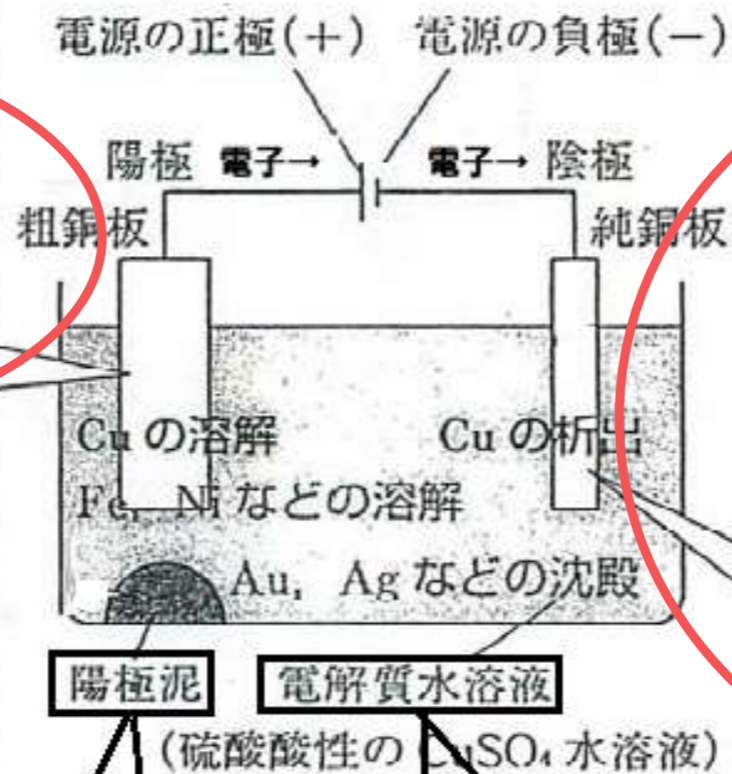 電源の正極(+) 電源の負極(-)
陽極 電子→ 電子→ 陰極
粗銅板 純銅板
Cuの溶解 Cuの析出
Fe, Niなどの溶解
Au, Agなどの沈殿
陽極泥 電解質水溶液
(硫酸酸性のCuSO₄水溶液)